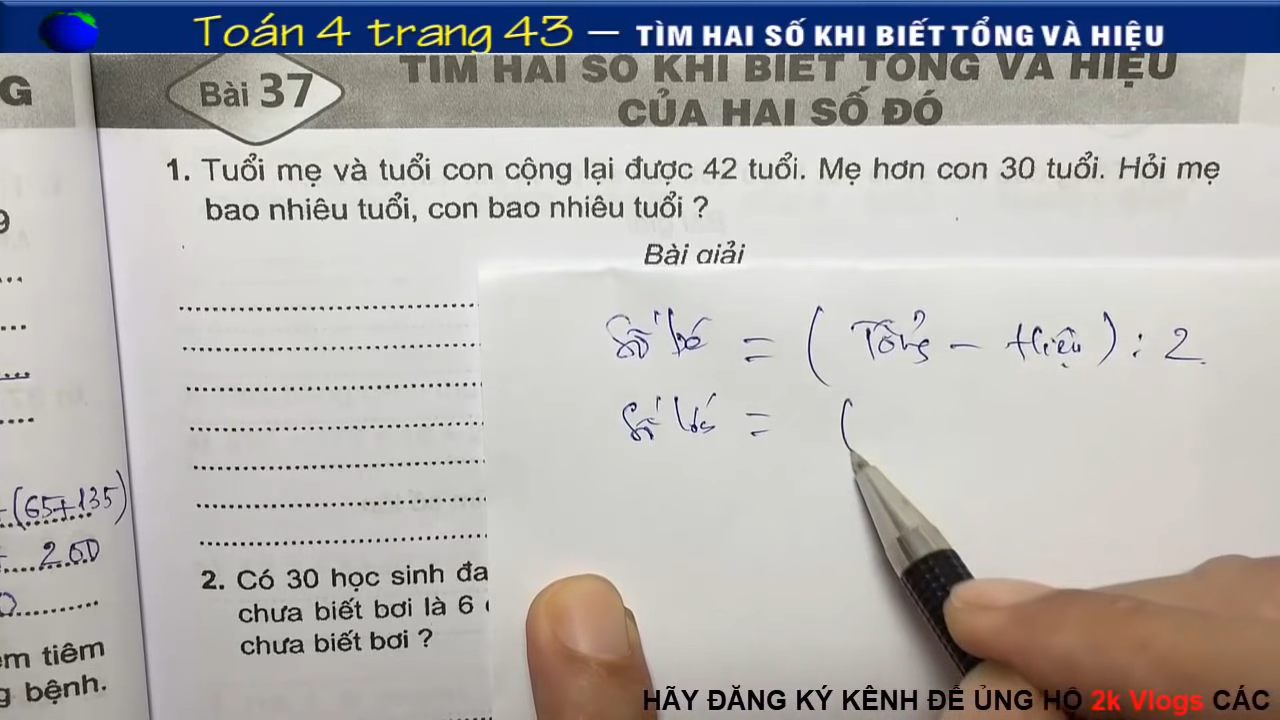 Toán 4 trang 43 — TÌM HAI SỐ KHI BIẾT TỔNG VÀ HIỆU
G
Bài 37
TÌM HAI SỐ KHI BIẾT TỔNG VÀ HIỆU
CỦA HAI SỐ ĐÓ
1. Tuổi mẹ và tuổi con cộng lại được 42 tuổi. Mẹ hơn con 30 tuổi. Hỏi mẹ
bao nhiêu tuổi, con bao nhiêu tuổi ?
Bài giải
Số bé = ( Tổng - Hiệu ) : 2
Số lớn = (
(65+135)
200
2. Có 30 học sinh đa
chưa biết bơi là 6
chưa biết bơi ?
tiêm
bệnh.
HÃY ĐĂNG KÝ KÊNH ĐỂ ỦNG HỘ 2k Vlogs CÁC